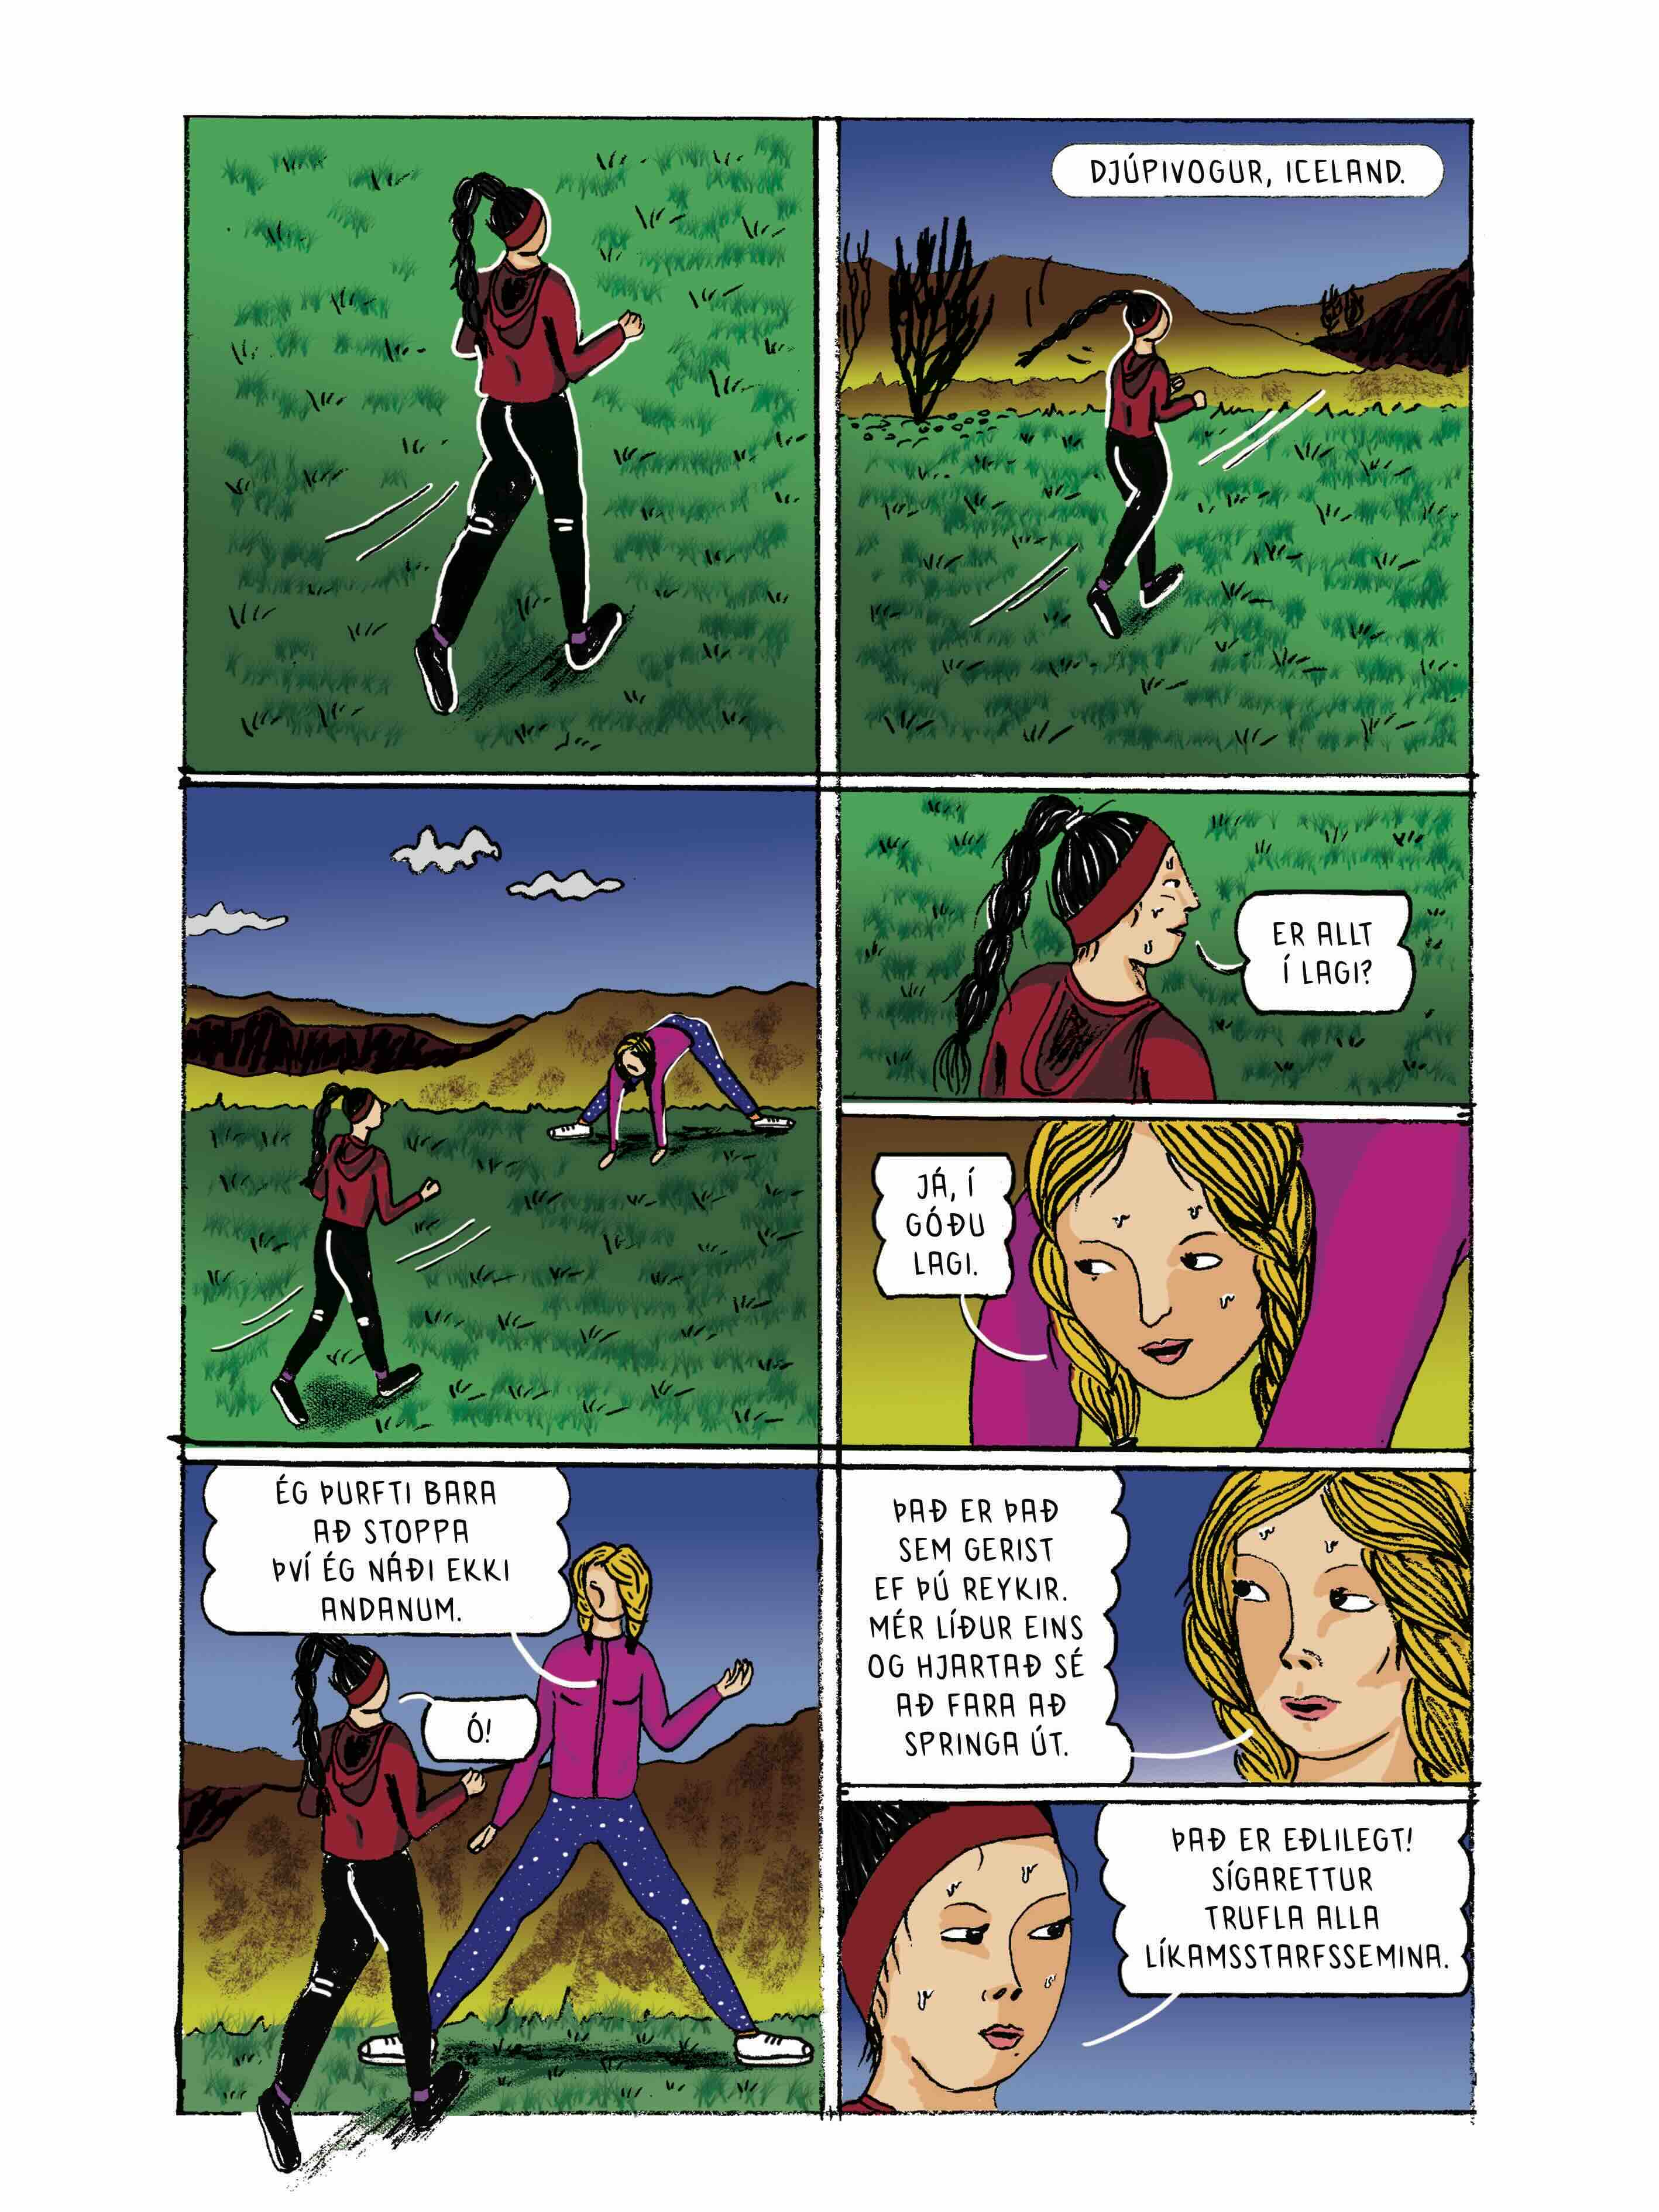 DJÚPIVOGUR, ICELAND.
ER ALLT
Í LAGI?
JÁ, Í
GÓÐU
LAGI.
ÉG ÞURFTI BARA
AÐ STOPPA
ÞVÍ ÉG NÁÐI EKKI
ANDANUM.
Ó!
ÞAÐ ER ÞAÐ
SEM GERIST
EF ÞÚ REYKIR.
MÉR LÍÐUR EINS
OG HJARTAÐ SÉ
AÐ FARA AÐ
SPRINGA ÚT.
ÞAÐ ER EÐLILEGT!
SÍGARETTUR
TRUFLA ALLA
LÍKAMSSTARFSSEMINA.